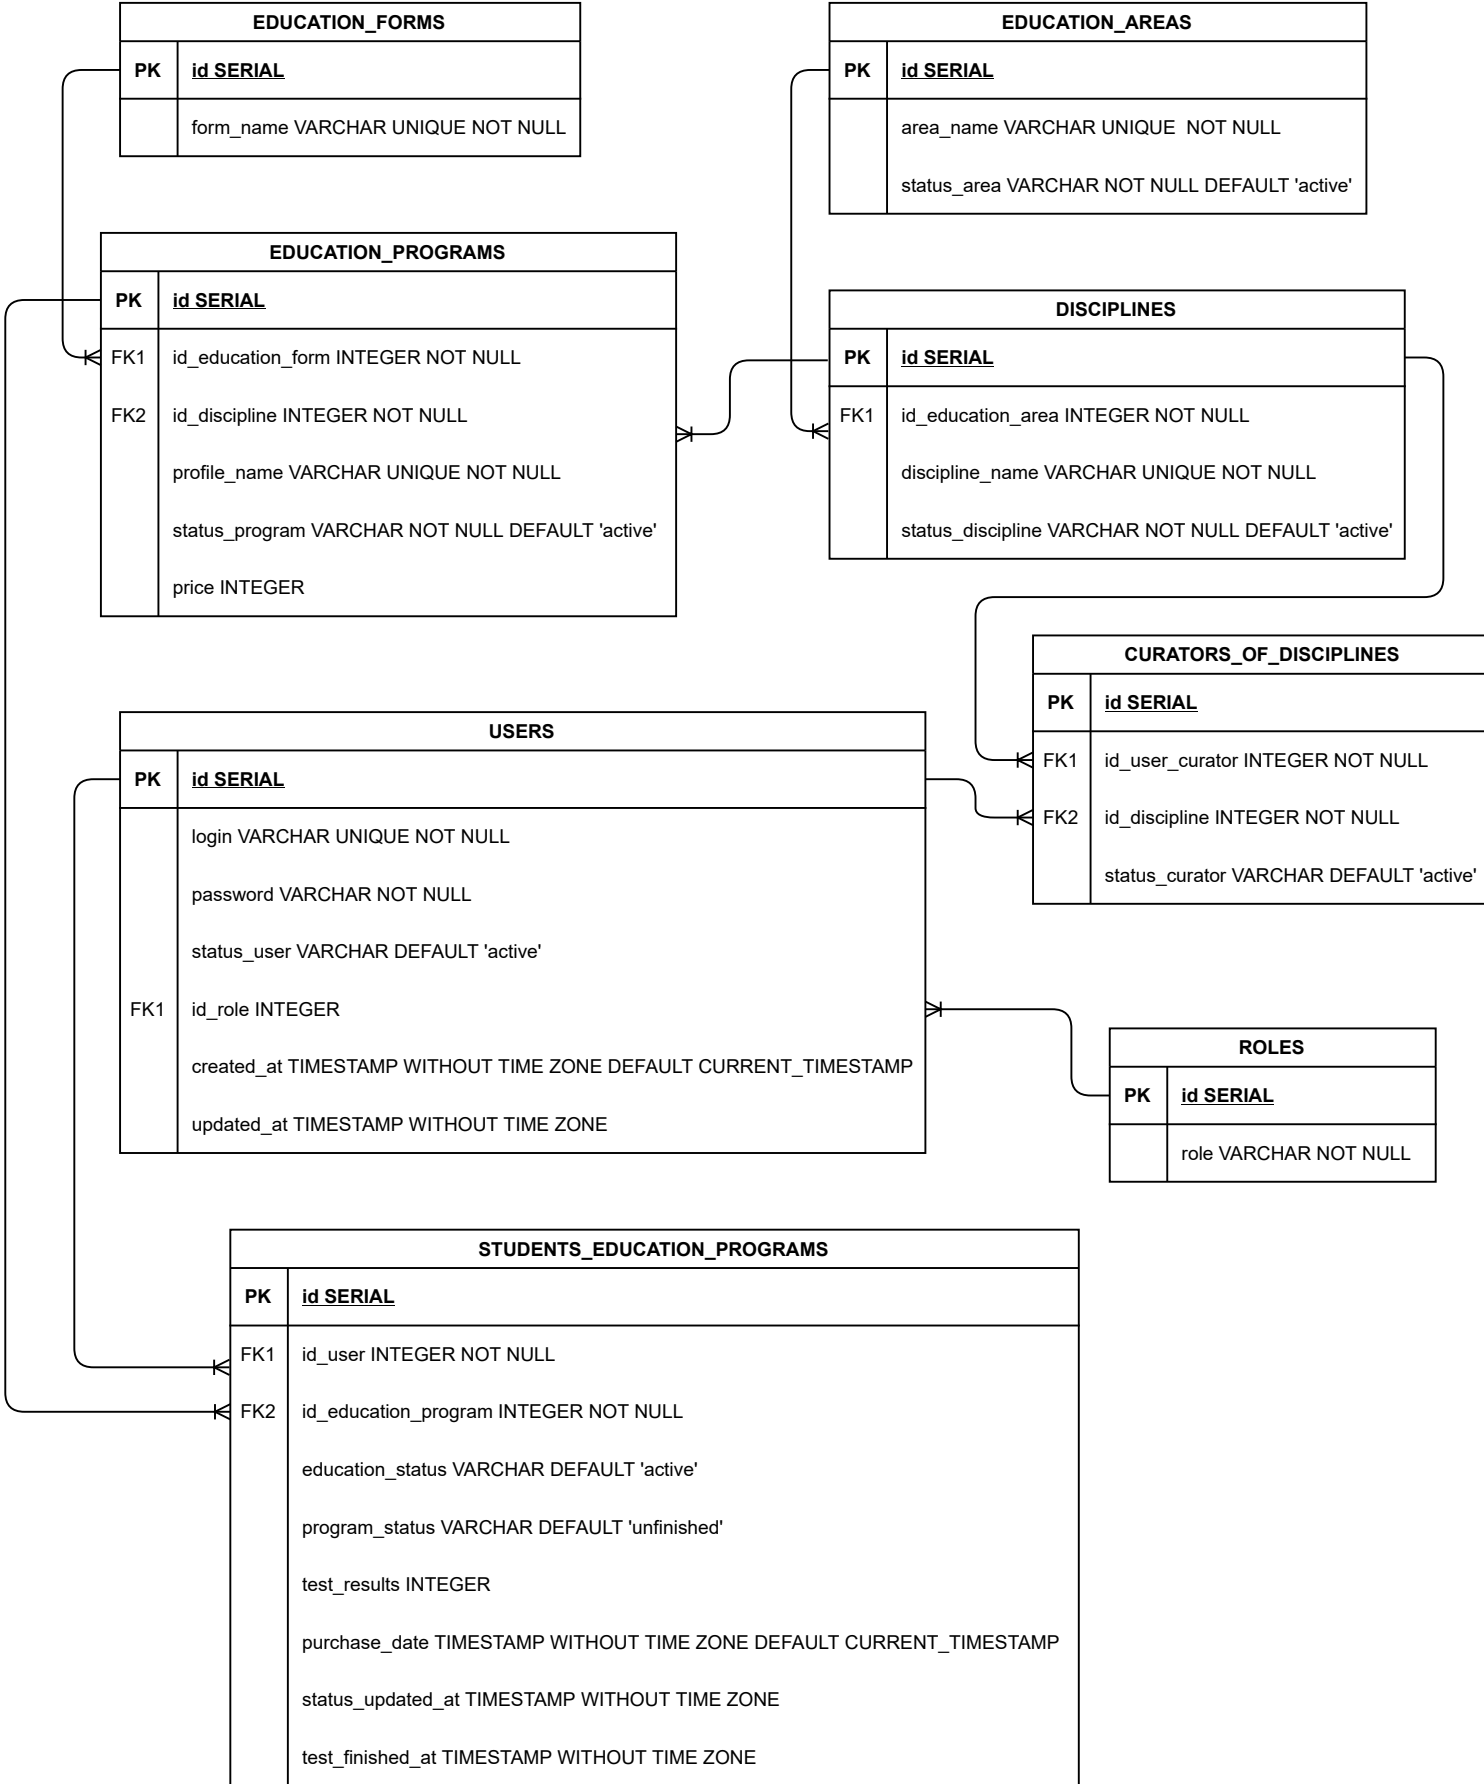 EDUCATION_FORMS
PK id SERIAL
form_name VARCHAR UNIQUE NOT NULL
EDUCATION_AREAS
PK id SERIAL
area_name VARCHAR UNIQUE NOT NULL
status_area VARCHAR NOT NULL DEFAULT 'active'
EDUCATION_PROGRAMS
PK id SERIAL
FK1 id_education_form INTEGER NOT NULL
FK2 id_discipline INTEGER NOT NULL
profile_name VARCHAR UNIQUE NOT NULL
status_program VARCHAR NOT NULL DEFAULT 'active'
price INTEGER
DISCIPLINES
PK id SERIAL
FK1 id_education_area INTEGER NOT NULL
discipline_name VARCHAR UNIQUE NOT NULL
status_discipline VARCHAR NOT NULL DEFAULT 'active'
CURATORS_OF_DISCIPLINES
PK id SERIAL
FK1 id_user_curator INTEGER NOT NULL
FK2 id_discipline INTEGER NOT NULL
status_curator VARCHAR DEFAULT 'active'
USERS
PK id SERIAL
login VARCHAR UNIQUE NOT NULL
password VARCHAR NOT NULL
status_user VARCHAR DEFAULT 'active'
FK1 id_role INTEGER
created_at TIMESTAMP WITHOUT TIME ZONE DEFAULT CURRENT_TIMESTAMP
updated_at TIMESTAMP WITHOUT TIME ZONE
ROLES
PK id SERIAL
role VARCHAR NOT NULL
STUDENTS_EDUCATION_PROGRAMS
PK id SERIAL
FK1 id_user INTEGER NOT NULL
FK2 id_education_program INTEGER NOT NULL
education_status VARCHAR DEFAULT 'active'
program_status VARCHAR DEFAULT 'unfinished'
test_results INTEGER
purchase_date TIMESTAMP WITHOUT TIME ZONE DEFAULT CURRENT_TIMESTAMP
status_updated_at TIMESTAMP WITHOUT TIME ZONE
test_finished_at TIMESTAMP WITHOUT TIME ZONE